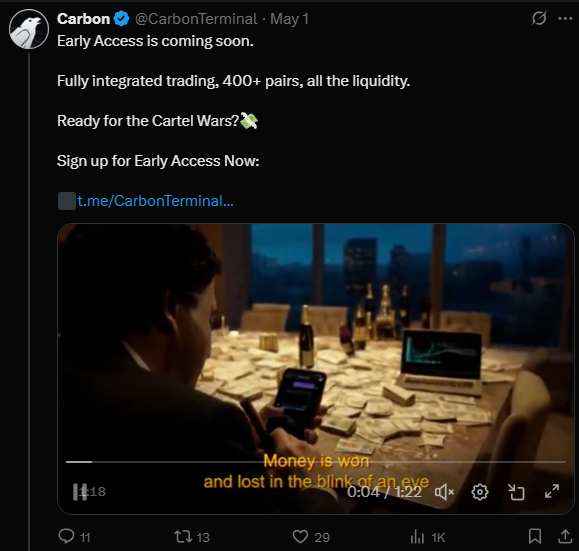 Carbon @CarbonTerminal · May 1
Early Access is coming soon.
Fully integrated trading, 400+ pairs, all the liquidity.
Ready for the Cartel Wars?💸
Sign up for Early Access Now:
t.me/CarbonTerminal…
Money is won
and lost in the blink of an eye
0:04 / 1:22
11
13
29
1K